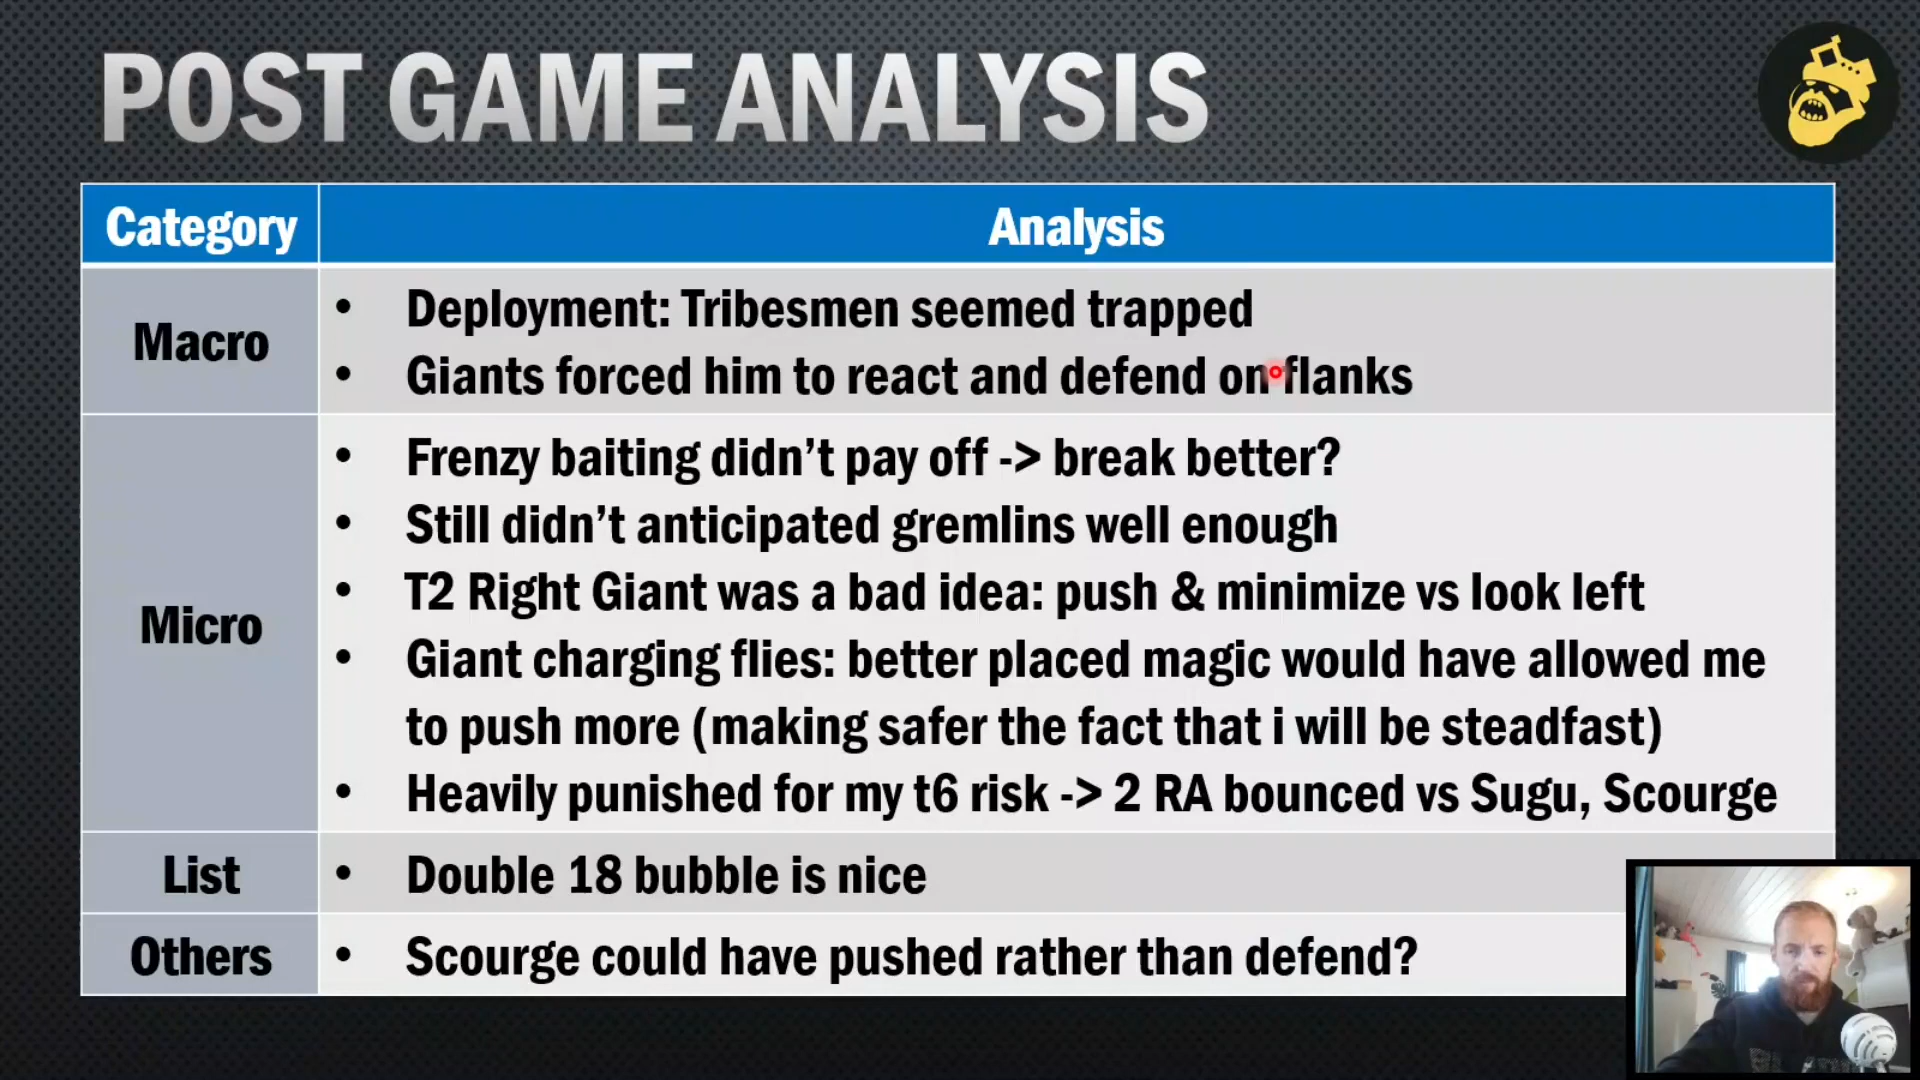 POST GAME ANALYSIS
Category Analysis
Macro
• Deployment: Tribesmen seemed trapped
• Giants forced him to react and defend on flanks
Micro
• Frenzy baiting didn’t pay off -> break better?
• Still didn’t anticipated gremlins well enough
• T2 Right Giant was a bad idea: push & minimize vs look left
• Giant charging flies: better placed magic would have allowed me
to push more (making safer the fact that i will be steadfast)
• Heavily punished for my t6 risk -> 2 RA bounced vs Sugu, Scourge
List
• Double 18 bubble is nice
Others
• Scourge could have pushed rather than defend?